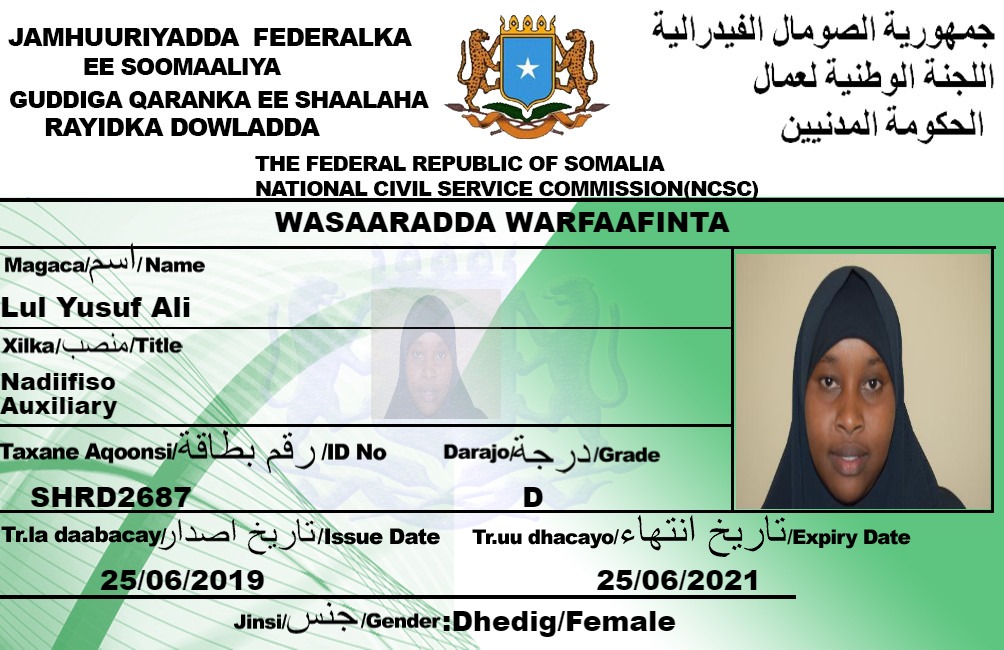 JAMHUURIYADDA FEDERALKA
EE SOOMAALIYA
GUDDIGA QARANKA EE SHAALAHA
RAYIDKA DOWLADDA
جمهورية الصومال الفيدرالية
اللجنة الوطنية لعمال
الحكومة المدنيين
THE FEDERAL REPUBLIC OF SOMALIA
NATIONAL CIVIL SERVICE COMMISSION(NCSC)
WASAARADDA WARFAAFINTA
Magaca/اسم/Name
Lul Yusuf Ali
Xilka/منصب/Title
Nadiifiso
Auxiliary
Taxane Aqoonsi/رقم بطاقة/ID No
SHRD2687
Darajo/درجة/Grade
D
Tr.la daabacay/تاريخ اصدار/Issue Date
25/06/2019
Tr.uu dhacayo/تاريخ انتهاء/Expiry Date
25/06/2021
Jinsi/جنس/Gender:Dhedig/Female